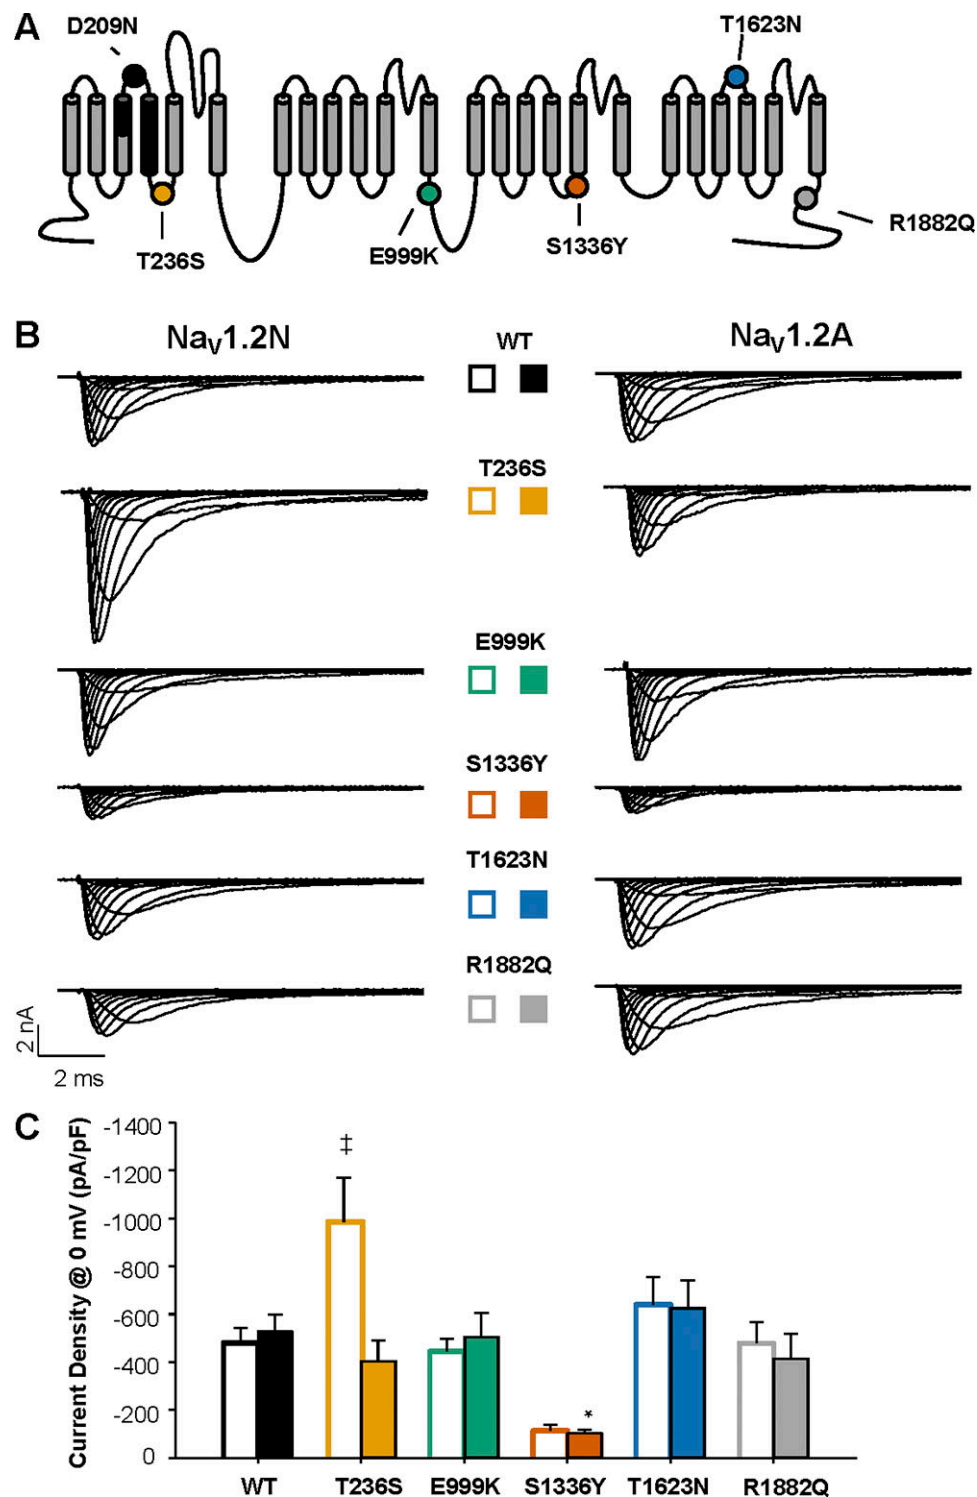 A
D209N
T1623N
T236S
E999K
S1336Y
R1882Q
B
NaV1.2N
WT
NaV1.2A
T236S
E999K
S1336Y
T1623N
R1882Q
2 nA
2 ms
C
Current Density @ 0 mV (pA/pF)
-1400
-1200
-1000
-800
-600
-400
-200
0
‡
*
WT
T236S
E999K
S1336Y
T1623N
R1882Q